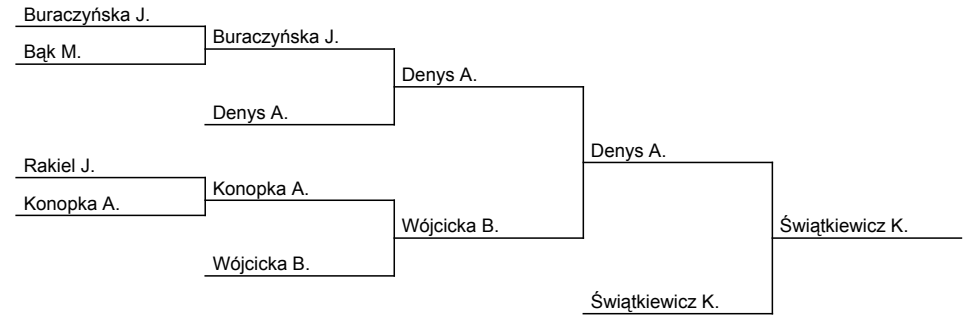 Buraczyńska J.
Bąk M.
Buraczyńska J.
Denys A.
Denys A.
Rakiel J.
Konopka A.
Konopka A.
Wójcicka B.
Wójcicka B.
Denys A.
Świątkiewicz K.
Świątkiewicz K.